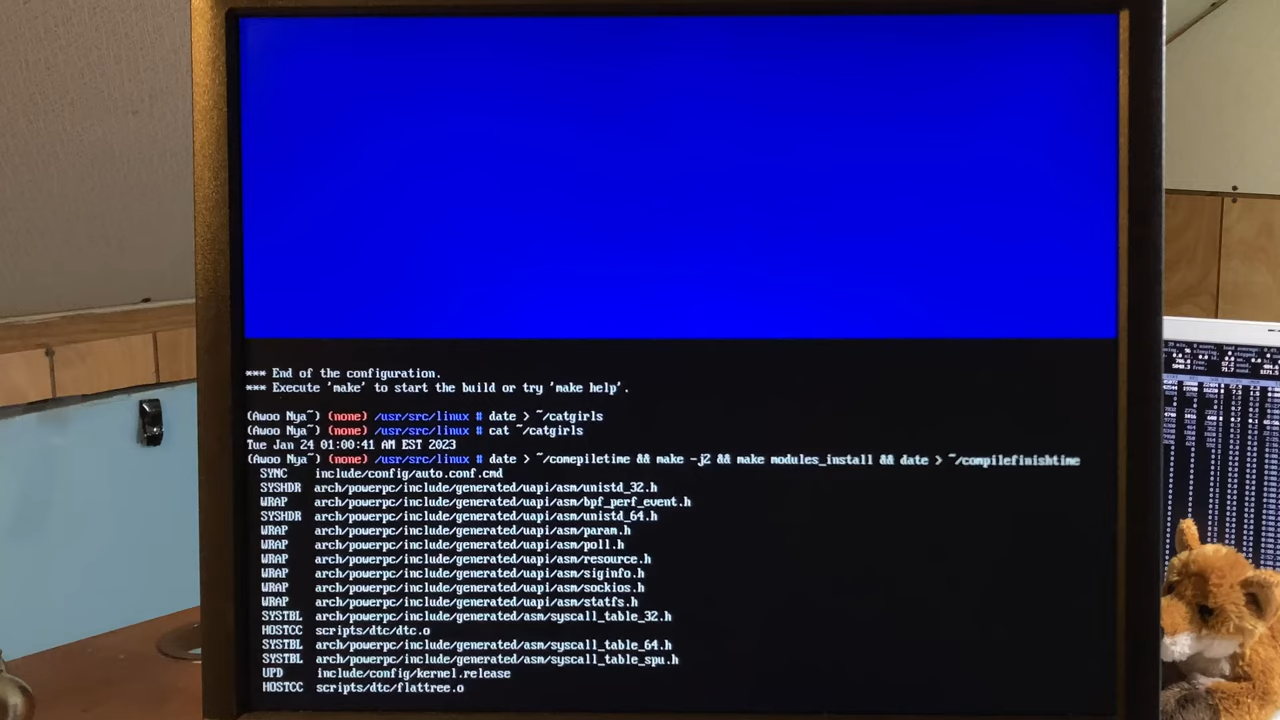 *** End of the configuration.
*** Execute 'make' to start the build or try 'make help'.
(Awoo Nya~) (none) /usr/src/linux # date > ~/catgirls
(Awoo Nya~) (none) /usr/src/linux # cat ~/catgirls
Tue Jan 24 01:00:41 AM EST 2023
(Awoo Nya~) (none) /usr/src/linux # date > ~/comepiletime && make -j2 && make modules_install && date > ~/compilefinishtime
SYNC include/config/auto.conf.cmd
SYSHDR arch/powerpc/include/generated/uapi/asm/unistd_32.h
WRAP arch/powerpc/include/generated/uapi/asm/bpf_perf_event.h
SYSHDR arch/powerpc/include/generated/uapi/asm/unistd_64.h
WRAP arch/powerpc/include/generated/uapi/asm/param.h
WRAP arch/powerpc/include/generated/uapi/asm/poll.h
WRAP arch/powerpc/include/generated/uapi/asm/resource.h
WRAP arch/powerpc/include/generated/uapi/asm/siginfo.h
WRAP arch/powerpc/include/generated/uapi/asm/sockios.h
WRAP arch/powerpc/include/generated/uapi/asm/statfs.h
SYSTBL arch/powerpc/include/generated/asm/syscall_table_32.h
HOSTCC scripts/dtc/dtc.o
SYSTBL arch/powerpc/include/generated/asm/syscall_table_64.h
SYSTBL arch/powerpc/include/generated/asm/syscall_table_spu.h
UPD include/config/kernel.release
HOSTCC scripts/dtc/flattree.o